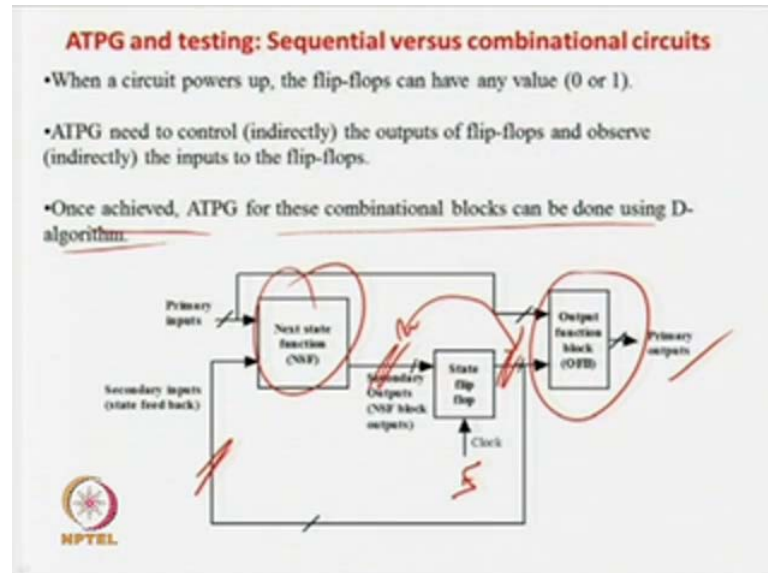 ATPG and testing: Sequential versus combinational circuits
•When a circuit powers up, the flip-flops can have any value (0 or 1).
•ATPG need to control (indirectly) the outputs of flip-flops and observe
(indirectly) the inputs to the flip-flops.
•Once achieved, ATPG for these combinational blocks can be done using D-
algorithm.
Primary
inputs
Next state
function
(NSF)
Secondary inputs
(state feed back)
Secondary
Outputs
(NSF block
outputs)
State
flip
flop
Clock
Output
function
block
(OFB)
Primary
outputs
NPTEL